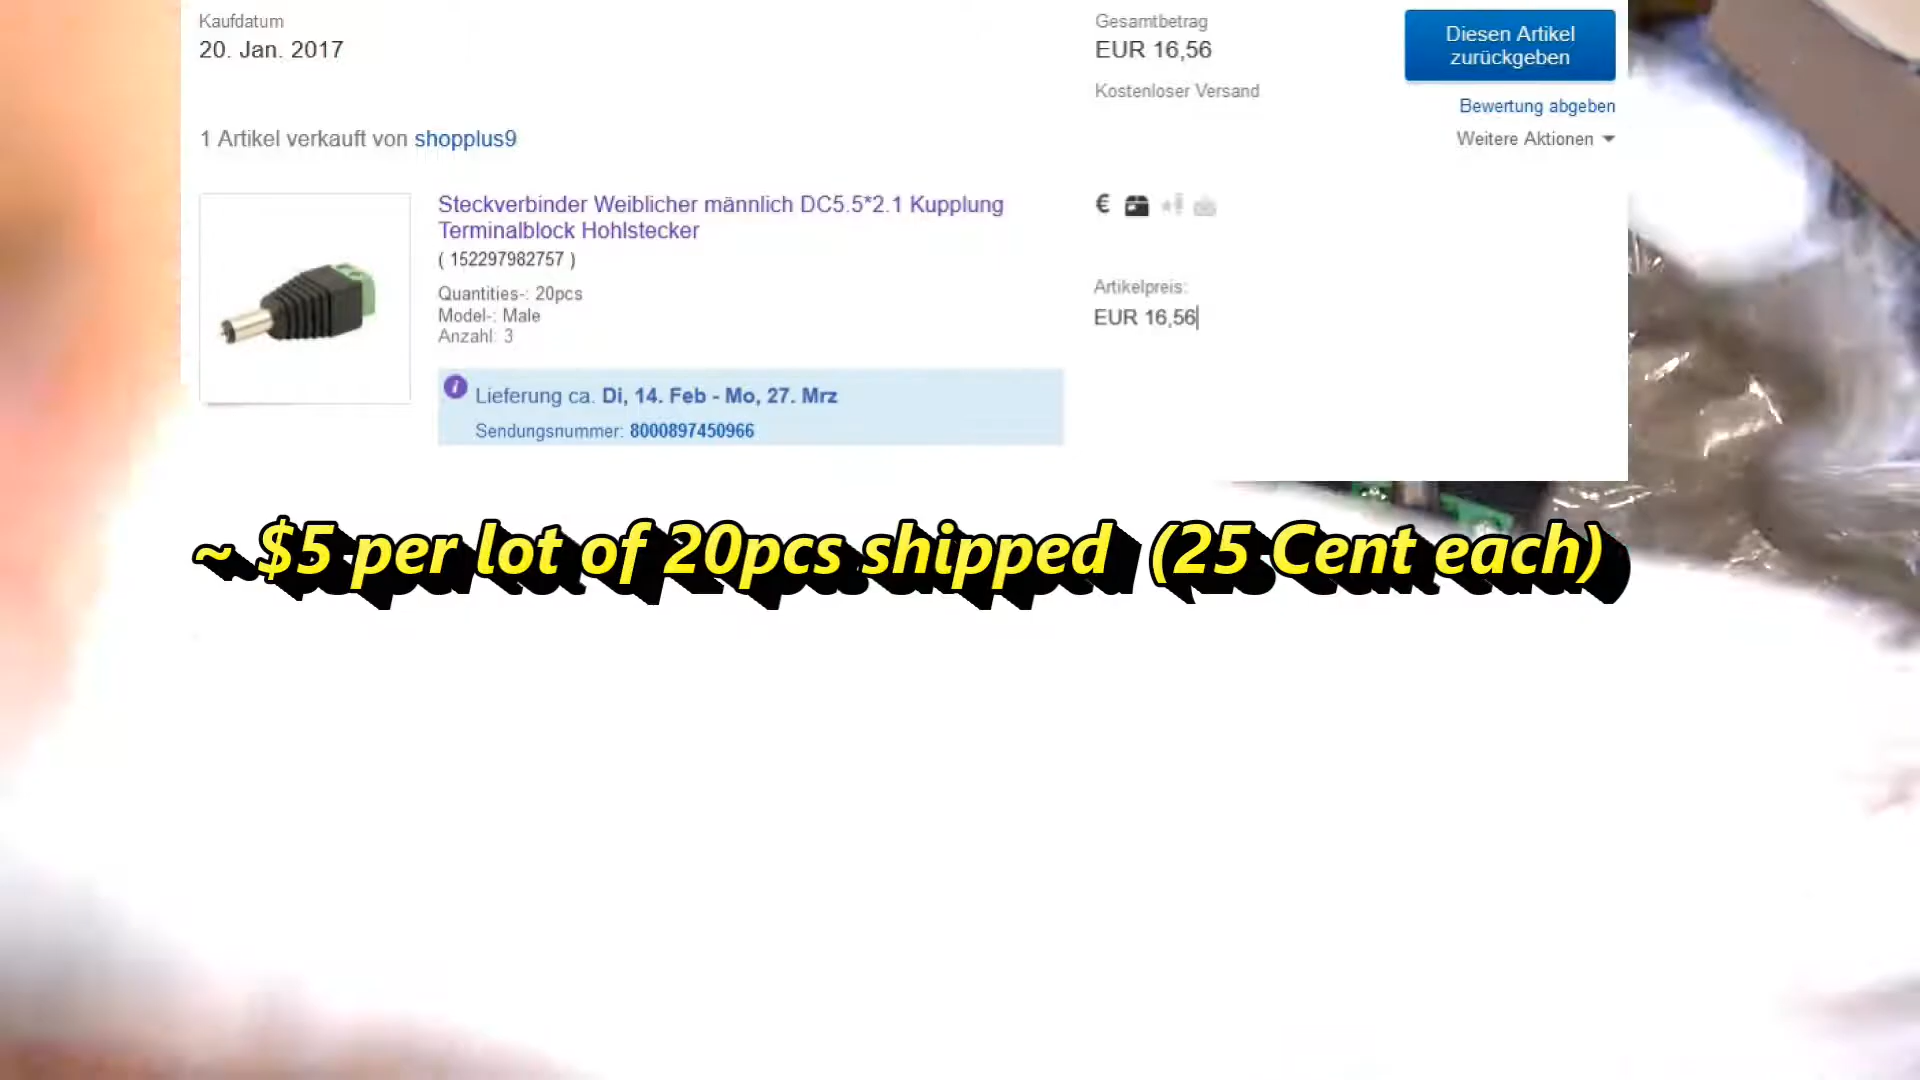 Kaufdatum
20. Jan. 2017
Gesamtbetrag
EUR 16,56
Kostenloser Versand
Diesen Artikel
zurückgeben
Bewertung abgeben
Weitere Aktionen
1 Artikel verkauft von shopplus9
Steckverbinder Weiblicher männlich DC5.5*2.1 Kupplung
Terminalblock Hohlstecker
( 152297982757 )
Quantities-: 20pcs
Model-: Male
Anzahl: 3
€
Artikelpreis:
EUR 16,56
i
Lieferung ca. Di, 14. Feb - Mo, 27. Mrz
Sendungsnummer: 8000897450966
~ $5 per lot of 20pcs shipped (25 Cent each)